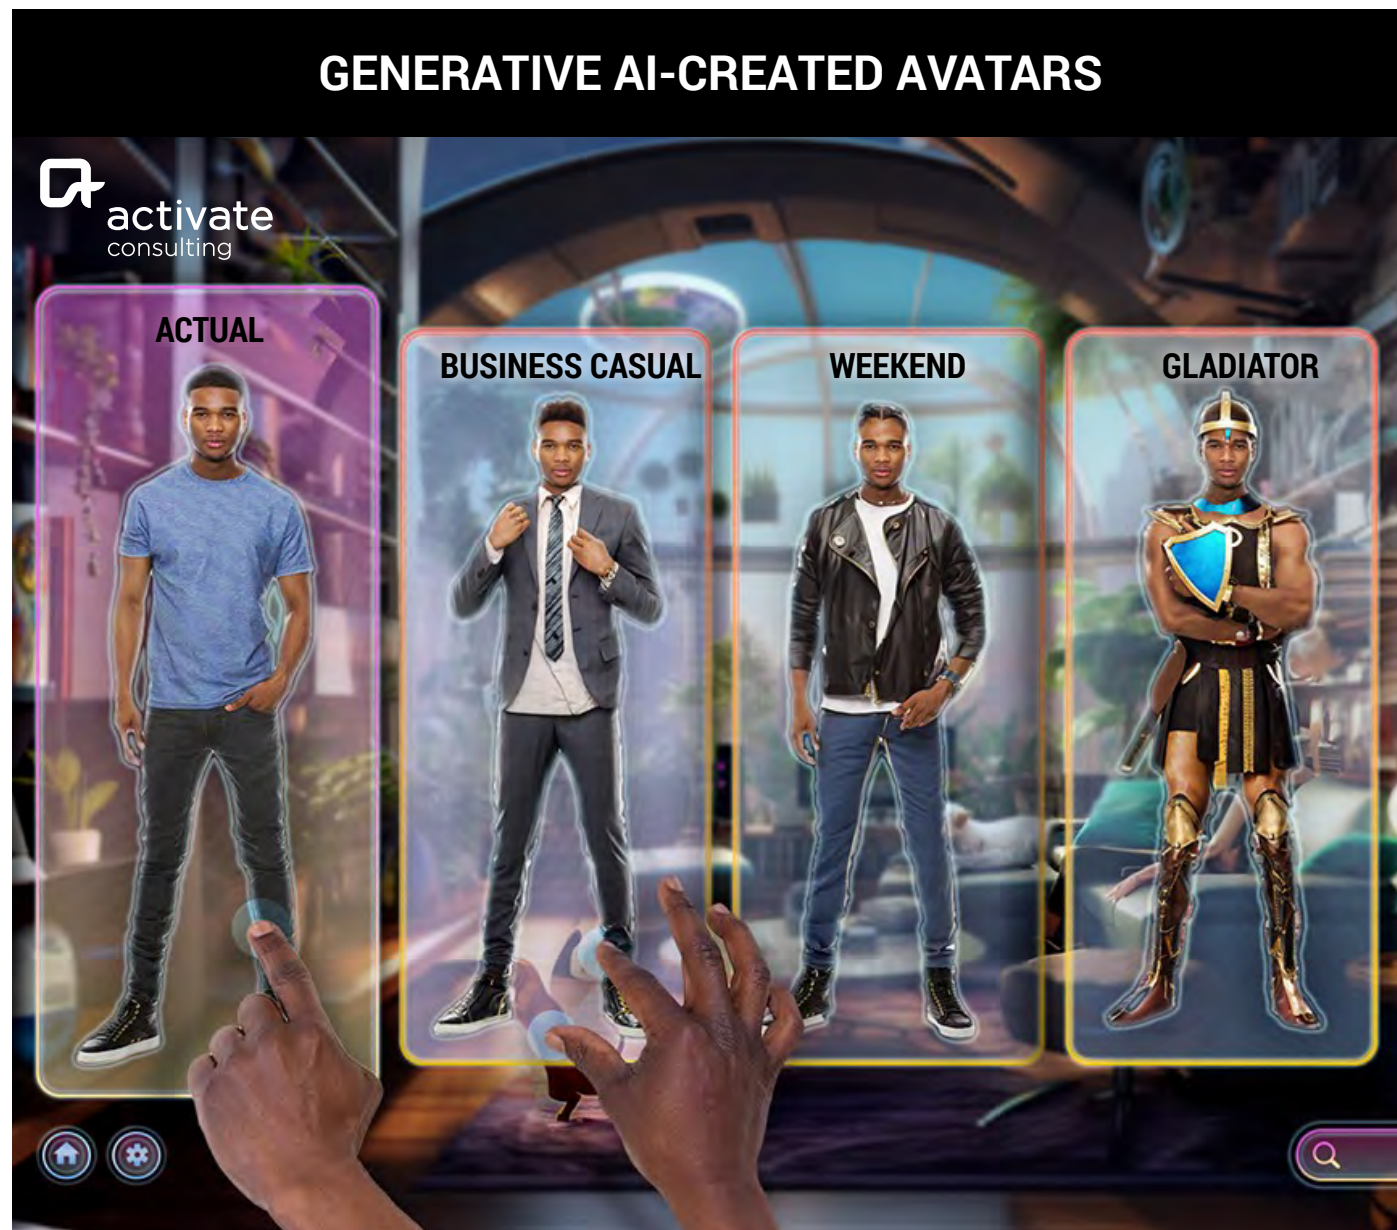 GENERATIVE AI-CREATED AVATARS
activate
consulting
ACTUAL
BUSINESS CASUAL
WEEKEND
GLADIATOR